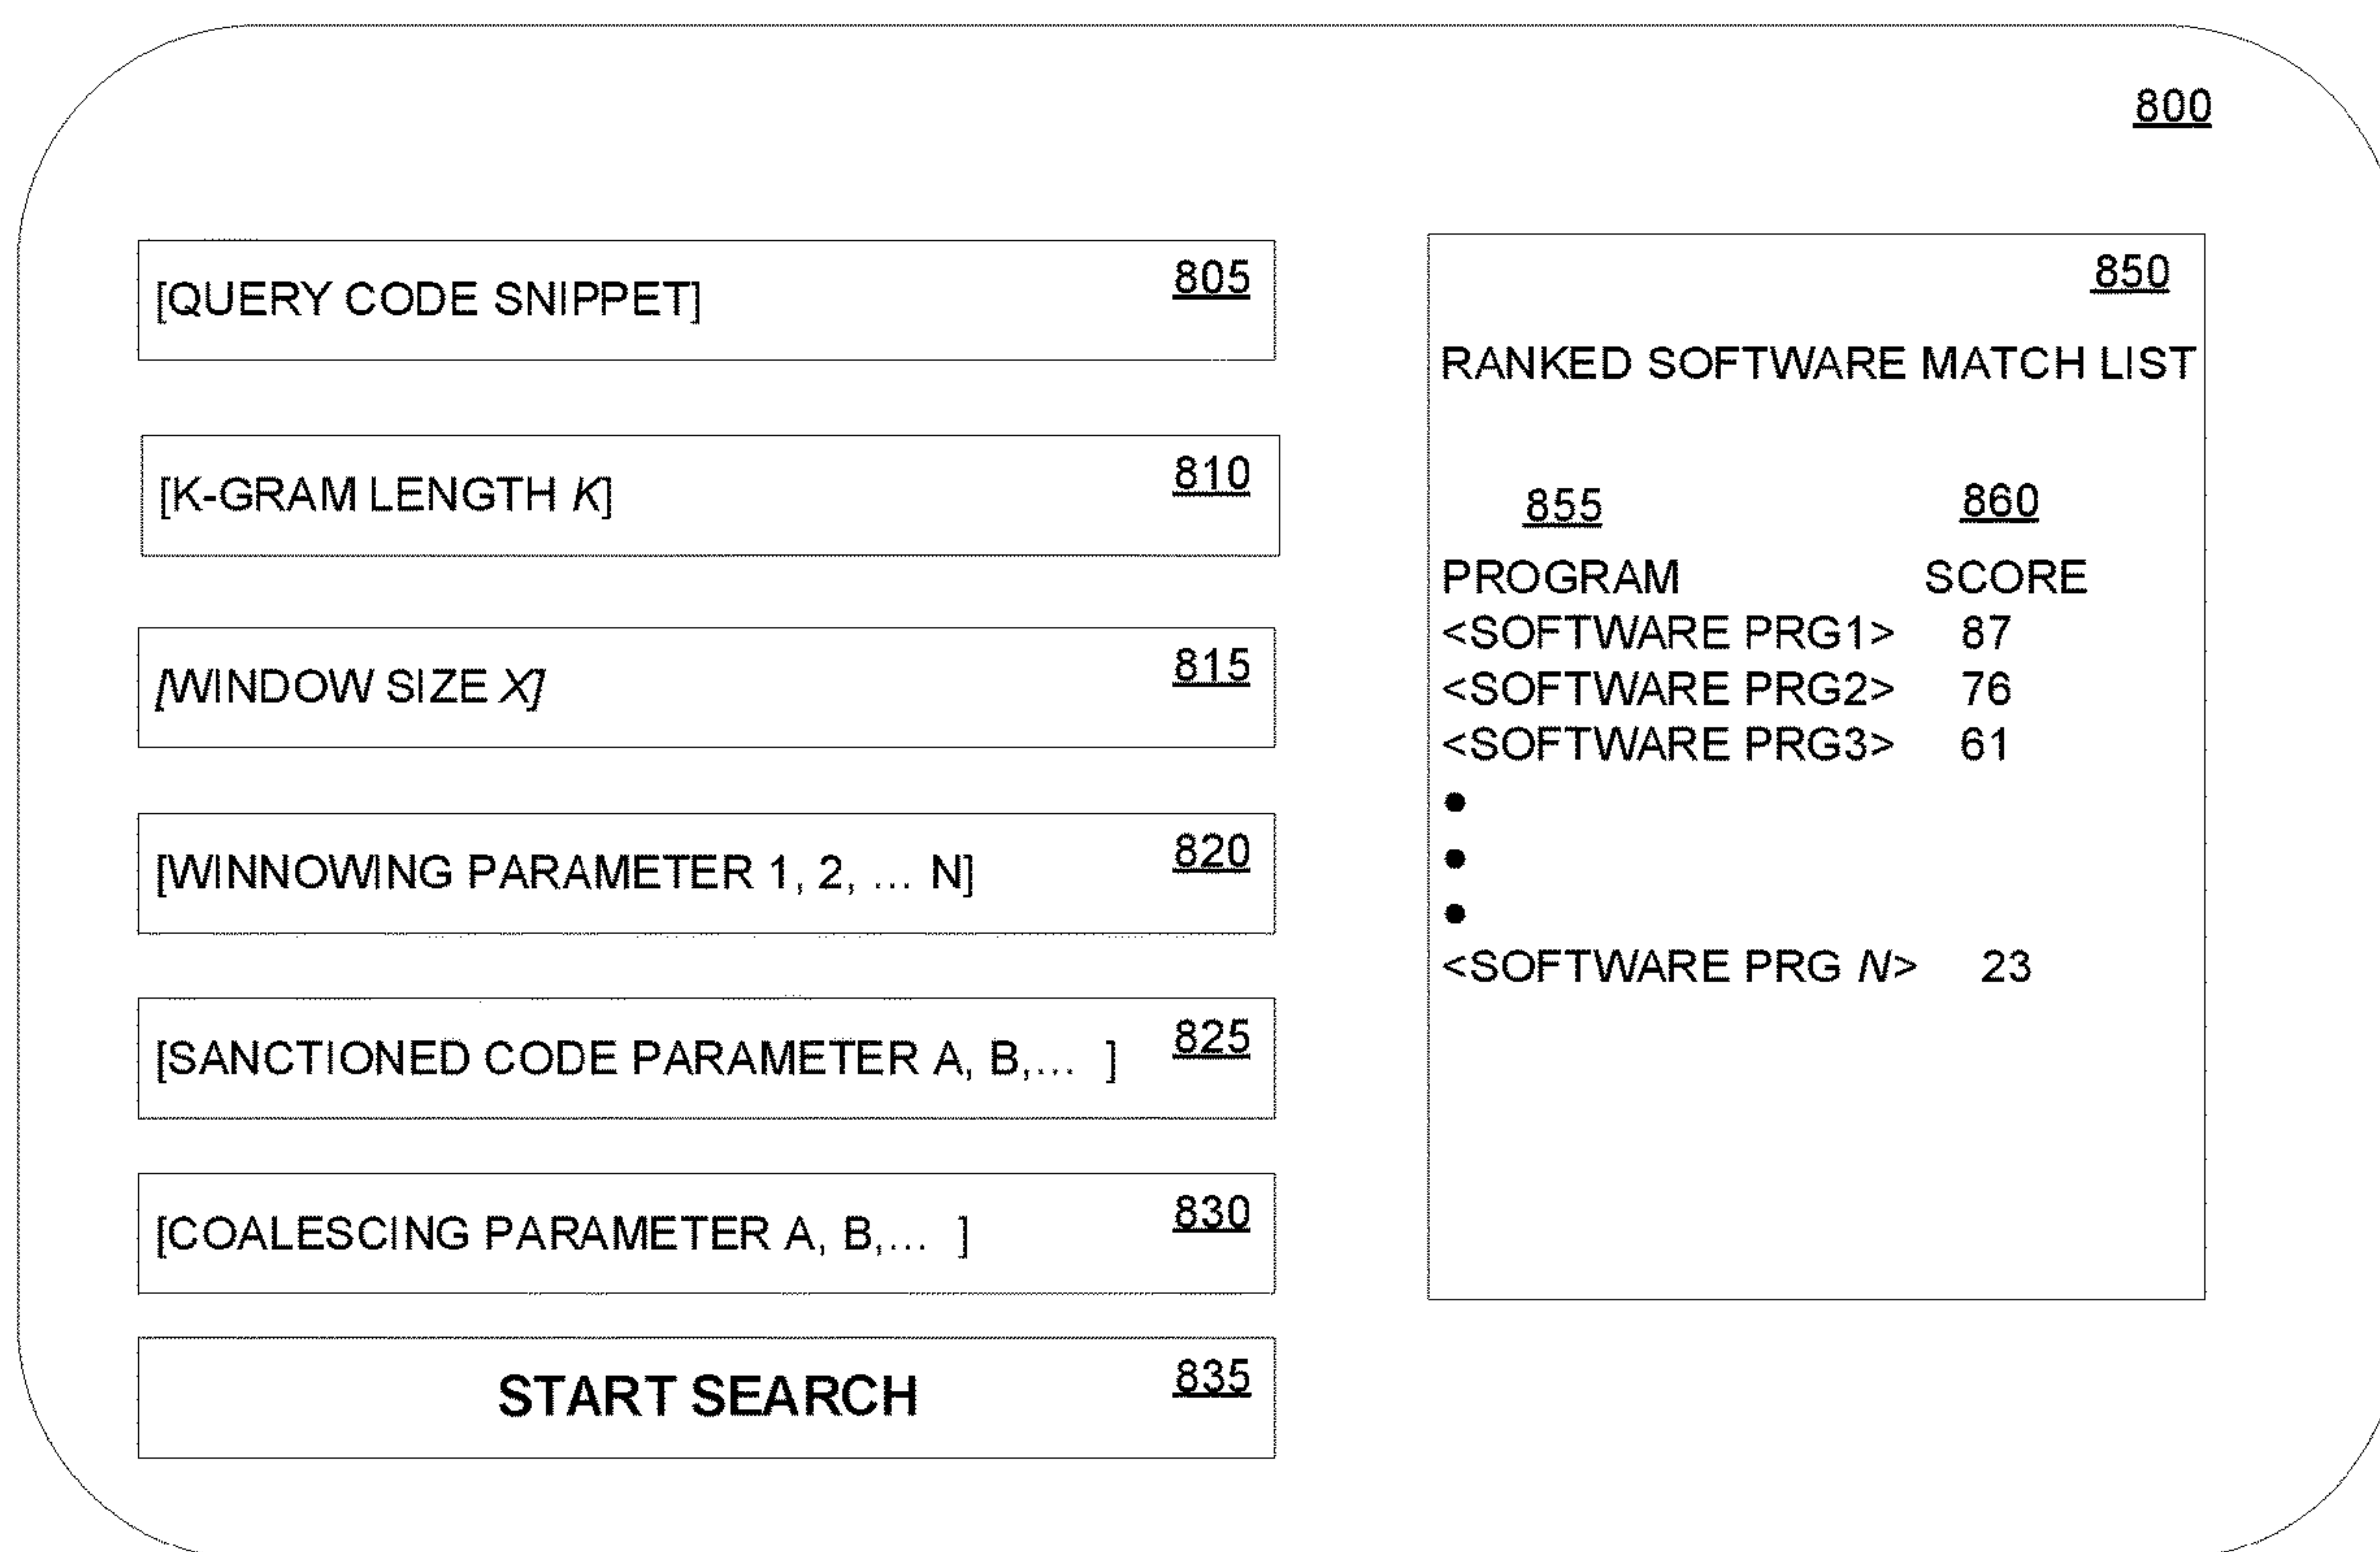 800
[QUERY CODE SNIPPET] 805
[K-GRAM LENGTH K] 810
[WINDOW SIZE X] 815
[WINNOWING PARAMETER 1, 2, ... N] 820
[SANCTIONED CODE PARAMETER A, B,... ] 825
[COALESCING PARAMETER A, B,... ] 830
START SEARCH 835
850
RANKED SOFTWARE MATCH LIST
855 860
PROGRAM SCORE
<SOFTWARE PRG1> 87
<SOFTWARE PRG2> 76
<SOFTWARE PRG3> 61
●
●
●
<SOFTWARE PRG N> 23